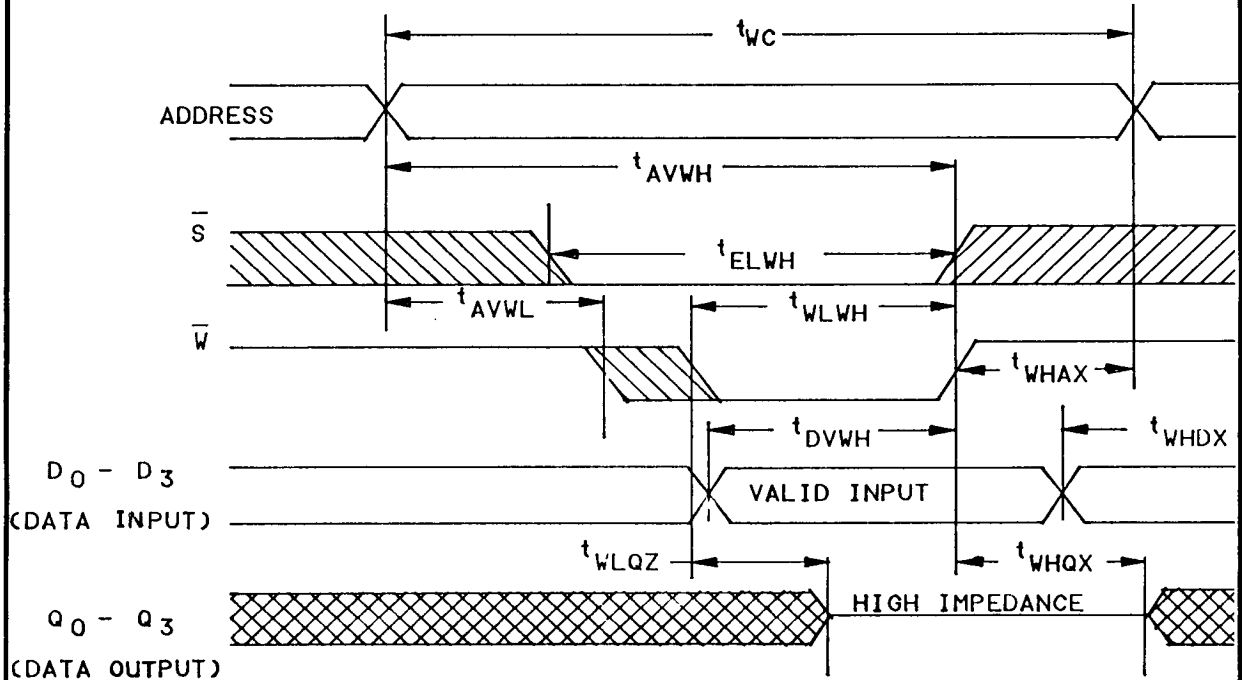 tWC
ADDRESS
tAVWH
S̅
tELWH
tAVWL
tWLWH
W̅
tWHAX
tDVWH
tWHDX
D0 - D3
VALID INPUT
(DATA INPUT)
tWLQZ
tWHQX
HIGH IMPEDANCE
Q0 - Q3
(DATA OUTPUT)